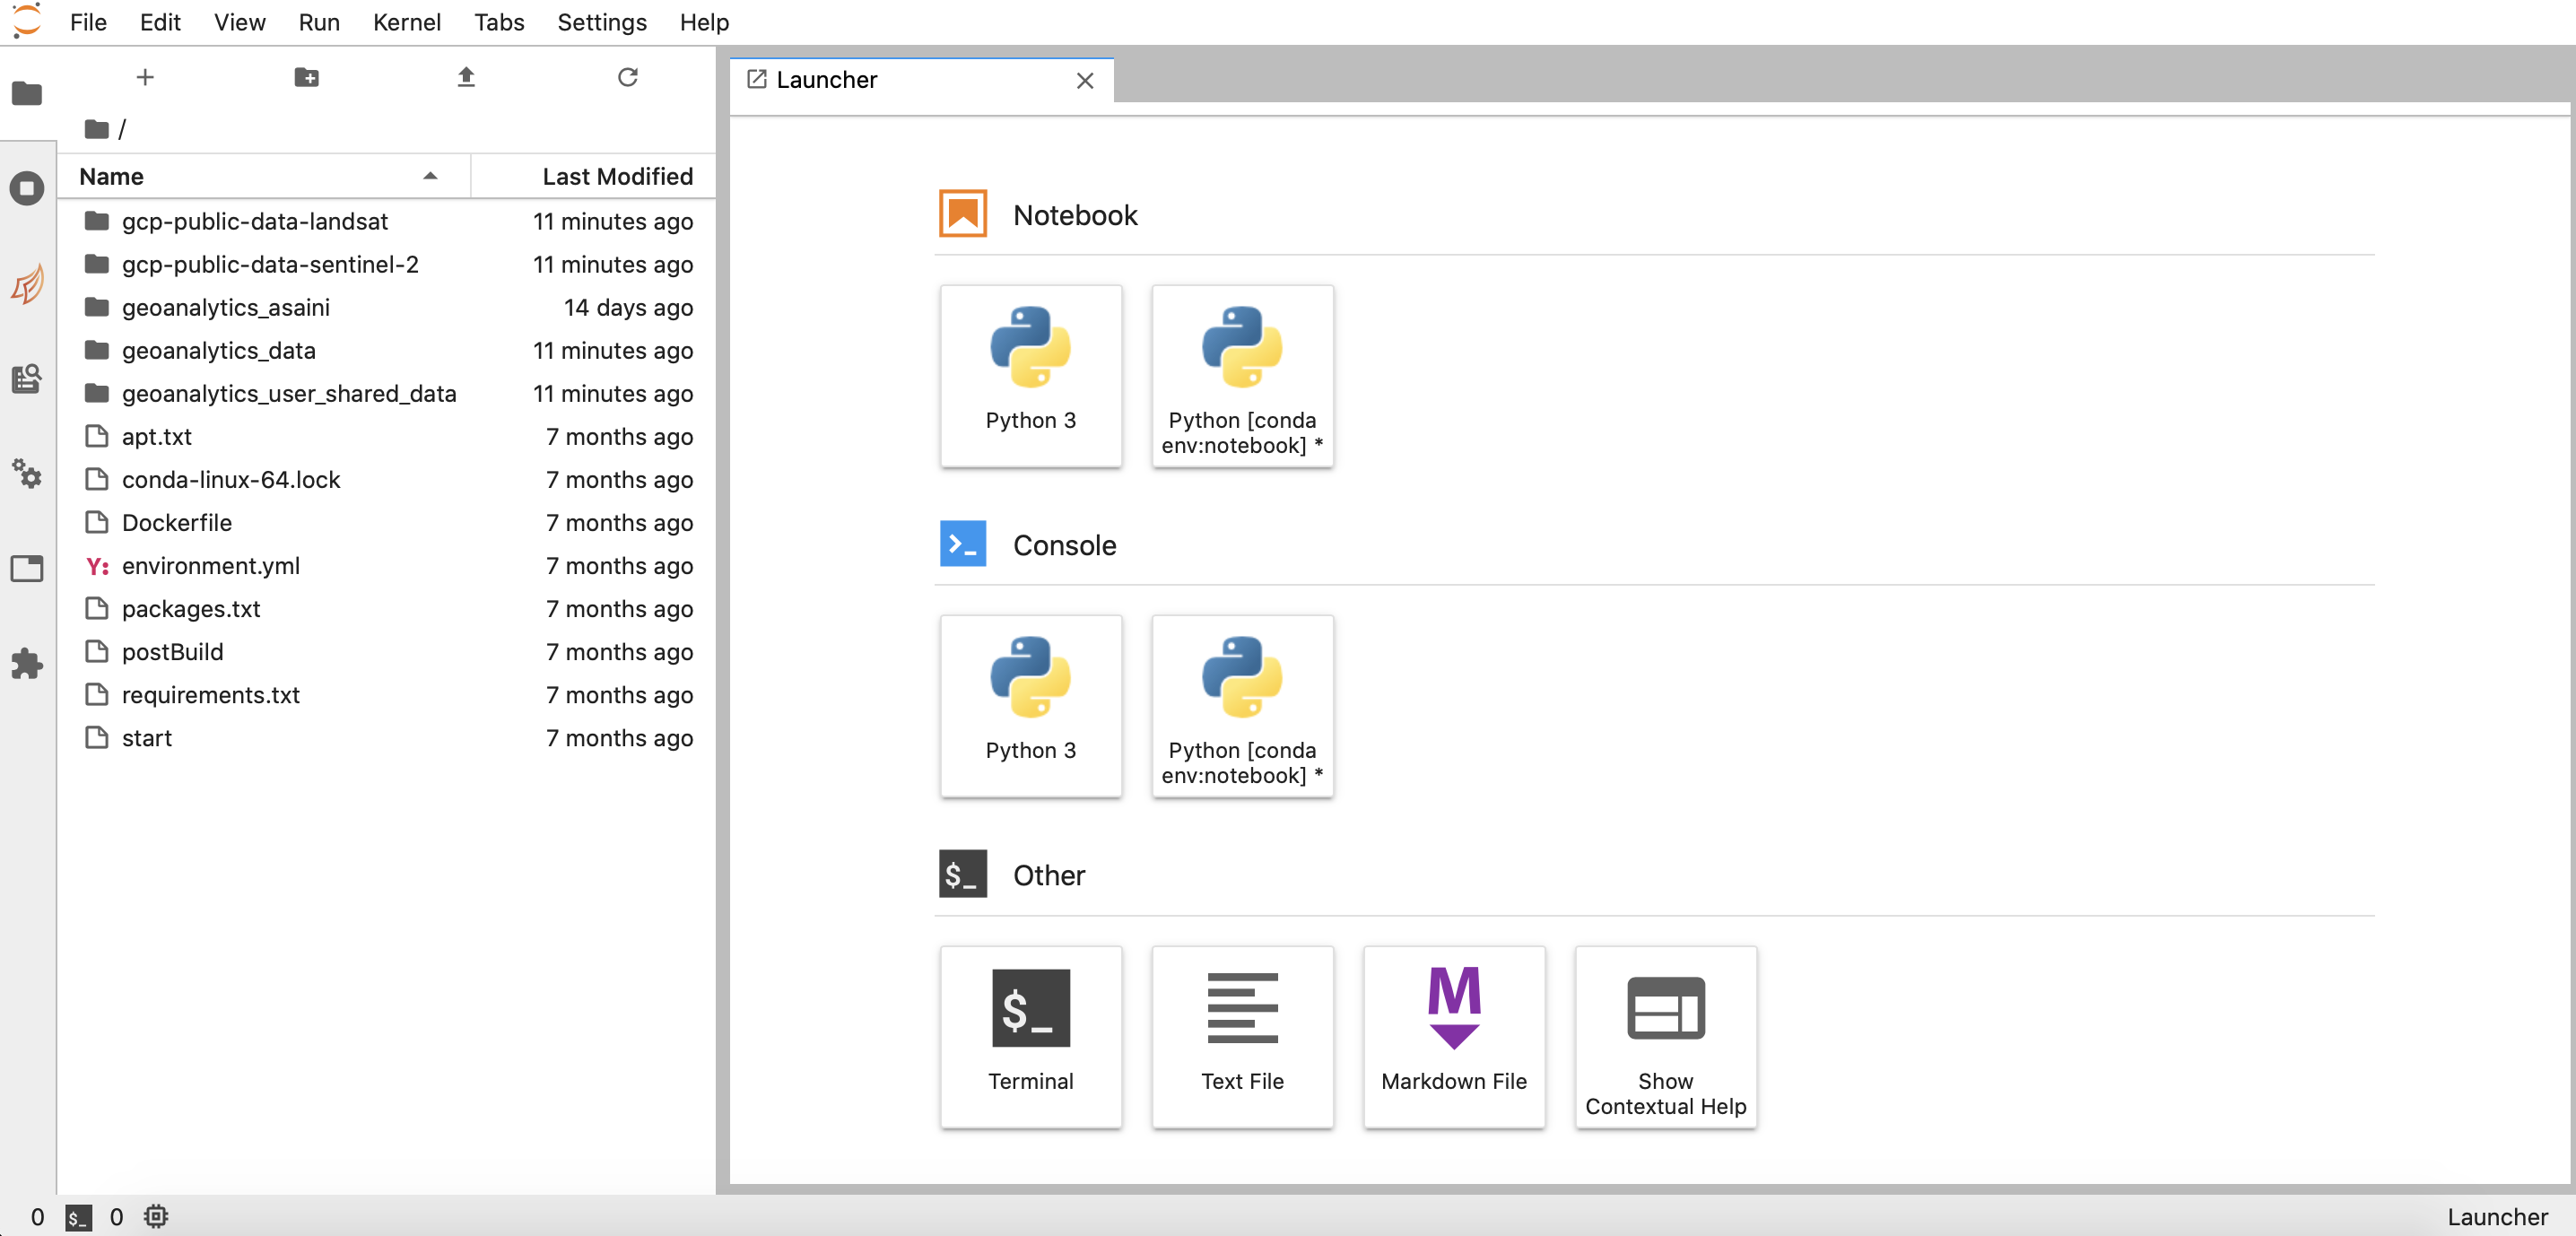 File Edit View Run Kernel Tabs Settings Help
Launcher
/
Name Last Modified
gcp-public-data-landsat 11 minutes ago
gcp-public-data-sentinel-2 11 minutes ago
geoanalytics_asaini 14 days ago
geoanalytics_data 11 minutes ago
geoanalytics_user_shared_data 11 minutes ago
apt.txt 7 months ago
conda-linux-64.lock 7 months ago
Dockerfile 7 months ago
Y: environment.yml 7 months ago
packages.txt 7 months ago
postBuild 7 months ago
requirements.txt 7 months ago
start 7 months ago
Notebook
Python 3
Python [conda
env:notebook] *
>_ Console
Python 3
Python [conda
env:notebook] *
$_ Other
$_
Terminal
Text File
M
Markdown File
Show
Contextual Help
0 $_ 0 Launcher